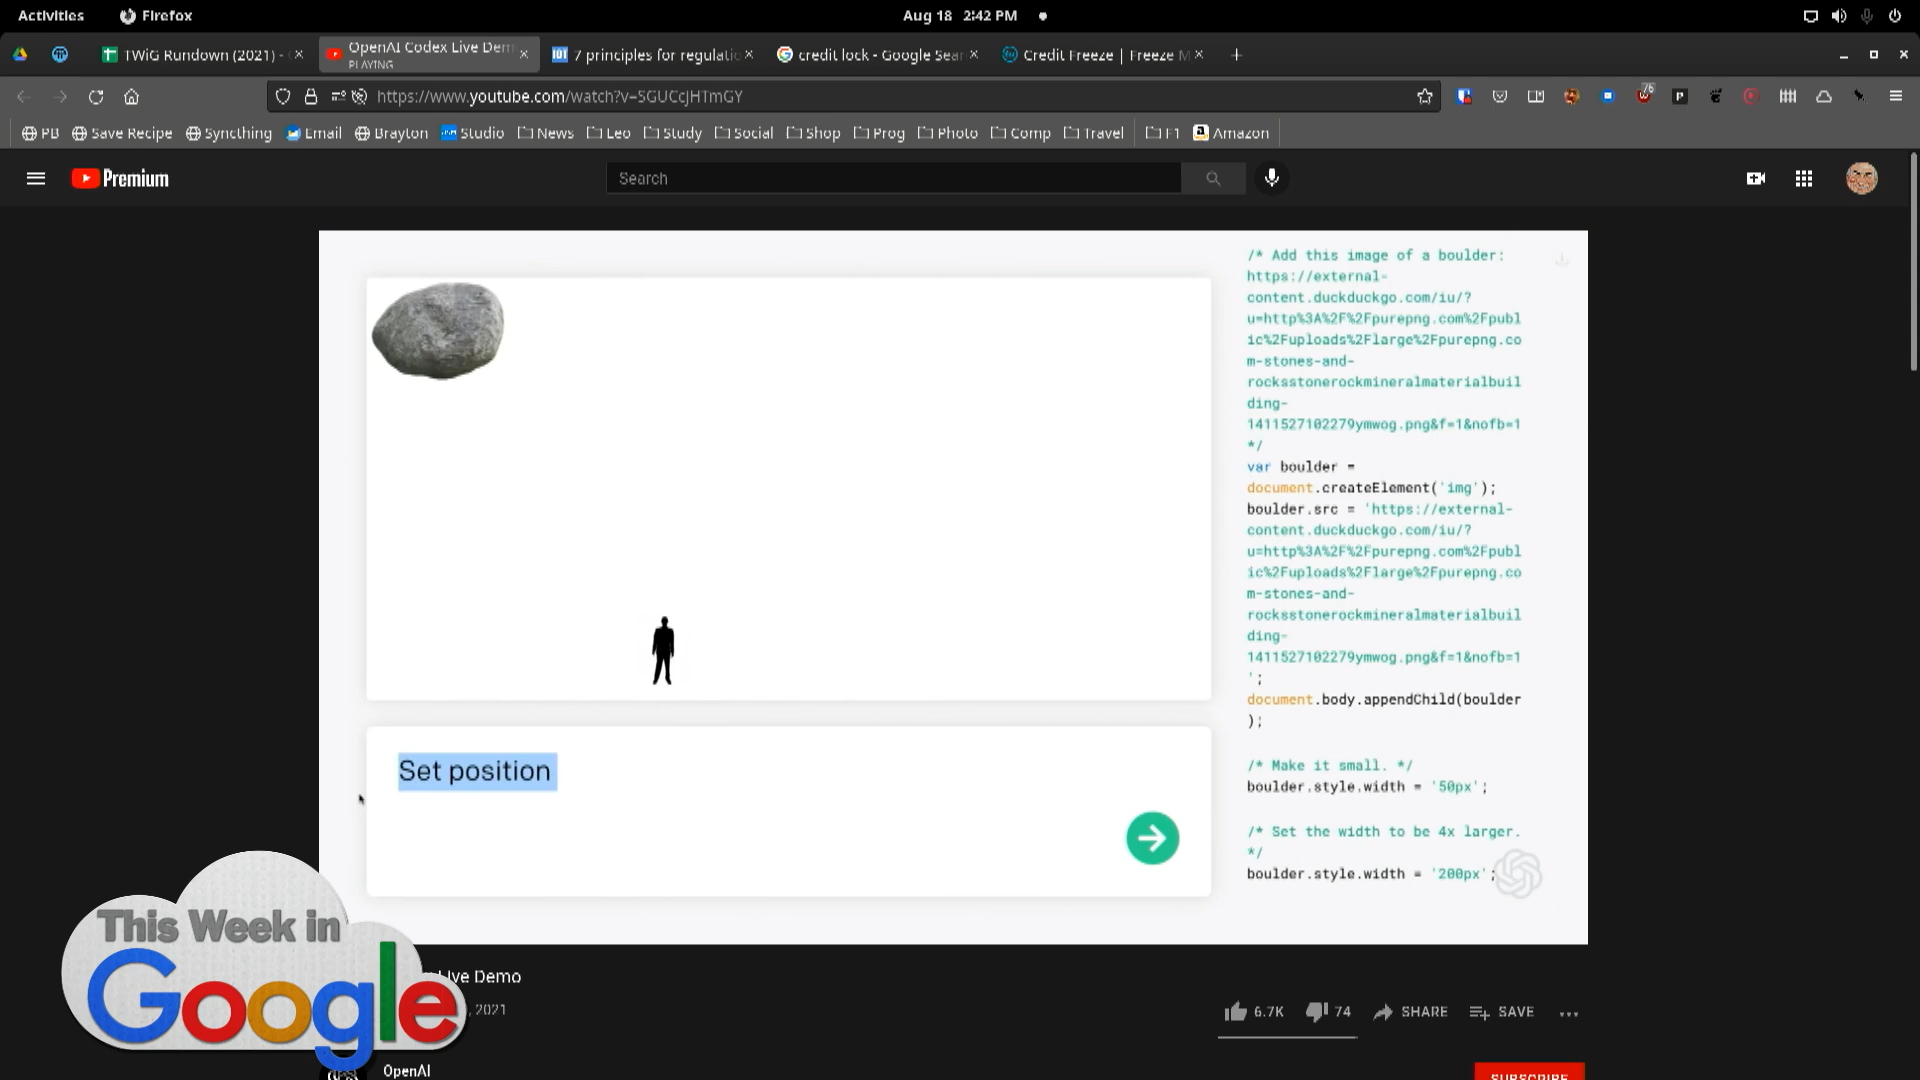 Activities
Firefox
Aug 18 2:42 PM
TWiG Rundown (2021) -
OpenAI Codex Live Dem
PLAYING
7 principles for regulatio
credit lock - Google Sear
Credit Freeze | Freeze M
https://www.youtube.com/watch?v=SGUCcjHTmGY
76
PB
Save Recipe
Syncthing
Email
Brayton
Studio
News
Leo
Study
Social
Shop
Prog
Photo
Comp
Travel
F1
Amazon
Premium
Search
/* Add this image of a boulder:
https://external-
content.duckduckgo.com/iu/?
u=http%3A%2F%2Fpurepng.com%2Fpubl
ic%2Fuploads%2Flarge%2Fpurepng.co
m-stones-and-
rocksstonerockmineralmaterialbuil
ding-
1411527102279ymwog.png&f=1&nofb=1
*/
var boulder =
document.createElement('img');
boulder.src = 'https://external-
content.duckduckgo.com/iu/?
u=http%3A%2F%2Fpurepng.com%2Fpubl
ic%2Fuploads%2Flarge%2Fpurepng.co
m-stones-and-
rocksstonerockmineralmaterialbuil
ding-
1411527102279ymwog.png&f=1&nofb=1
';
document.body.appendChild(boulder
);
/* Make it small. */
boulder.style.width = '50px';
/* Set the width to be 4x larger.
*/
boulder.style.width = '200px';
Set position
This Week in
Google
Live Demo
, 2021
6.7K
74
SHARE
SAVE
OpenAI
SUBSCRIBE